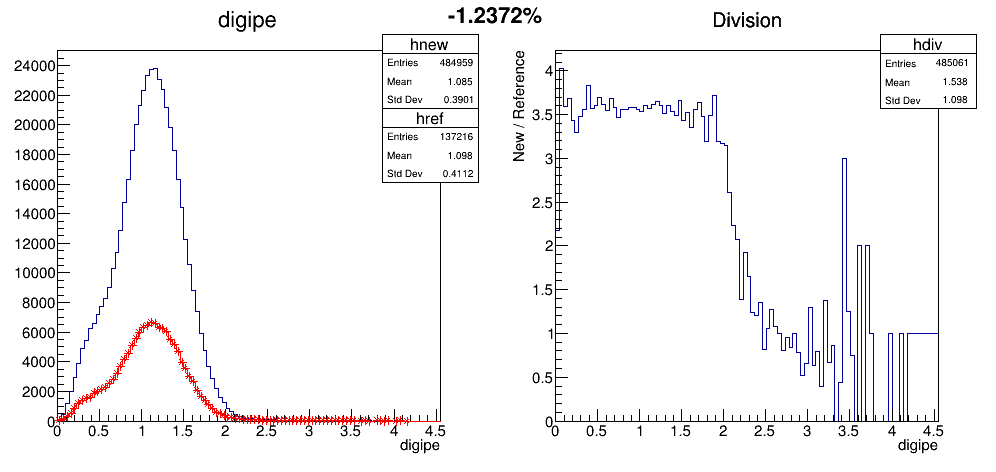 digipe
-1.2372%
Division
hnew
Entries 484959
Mean 1.085
Std Dev 0.3901
href
Entries 137216
Mean 1.098
Std Dev 0.4112
24000
22000
20000
18000
16000
14000
12000
10000
8000
6000
4000
2000
0
0 0.5 1 1.5 2 2.5 3 3.5 4 4.5
digipe
hdiv
Entries 485061
Mean 1.538
Std Dev 1.098
New / Reference
4
3.5
3
2.5
2
1.5
1
0.5
0
0 0.5 1 1.5 2 2.5 3 3.5 4 4.5
digipe